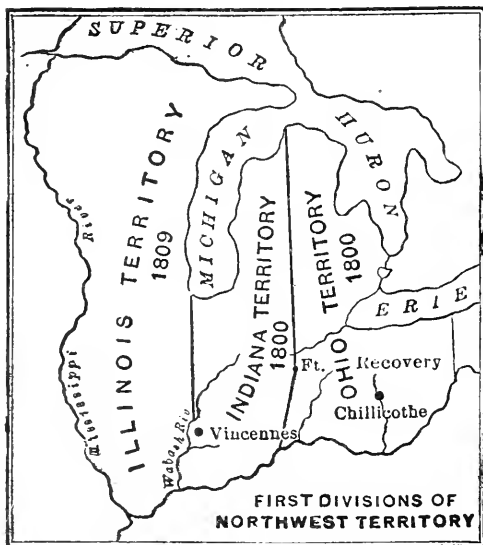 SUPERIOR
MICHIGAN
HURON
ERIE
ILLINOIS TERRITORY
1809
INDIANA TERRITORY
1800
OHIO TERRITORY
1800
Mississippi River
Wabash Riv
Vincennes
Ft. Recovery
Chillicothe
FIRST DIVISIONS OF
NORTHWEST TERRITORY